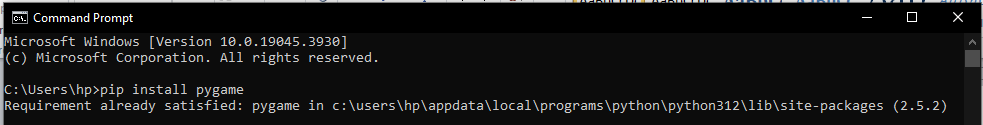 Command Prompt
Microsoft Windows [Version 10.0.19045.3930]
(c) Microsoft Corporation. All rights reserved.
C:\Users\hp>pip install pygame
Requirement already satisfied: pygame in c:\users\hp\appdata\local\programs\python\python312\lib\site-packages (2.5.2)